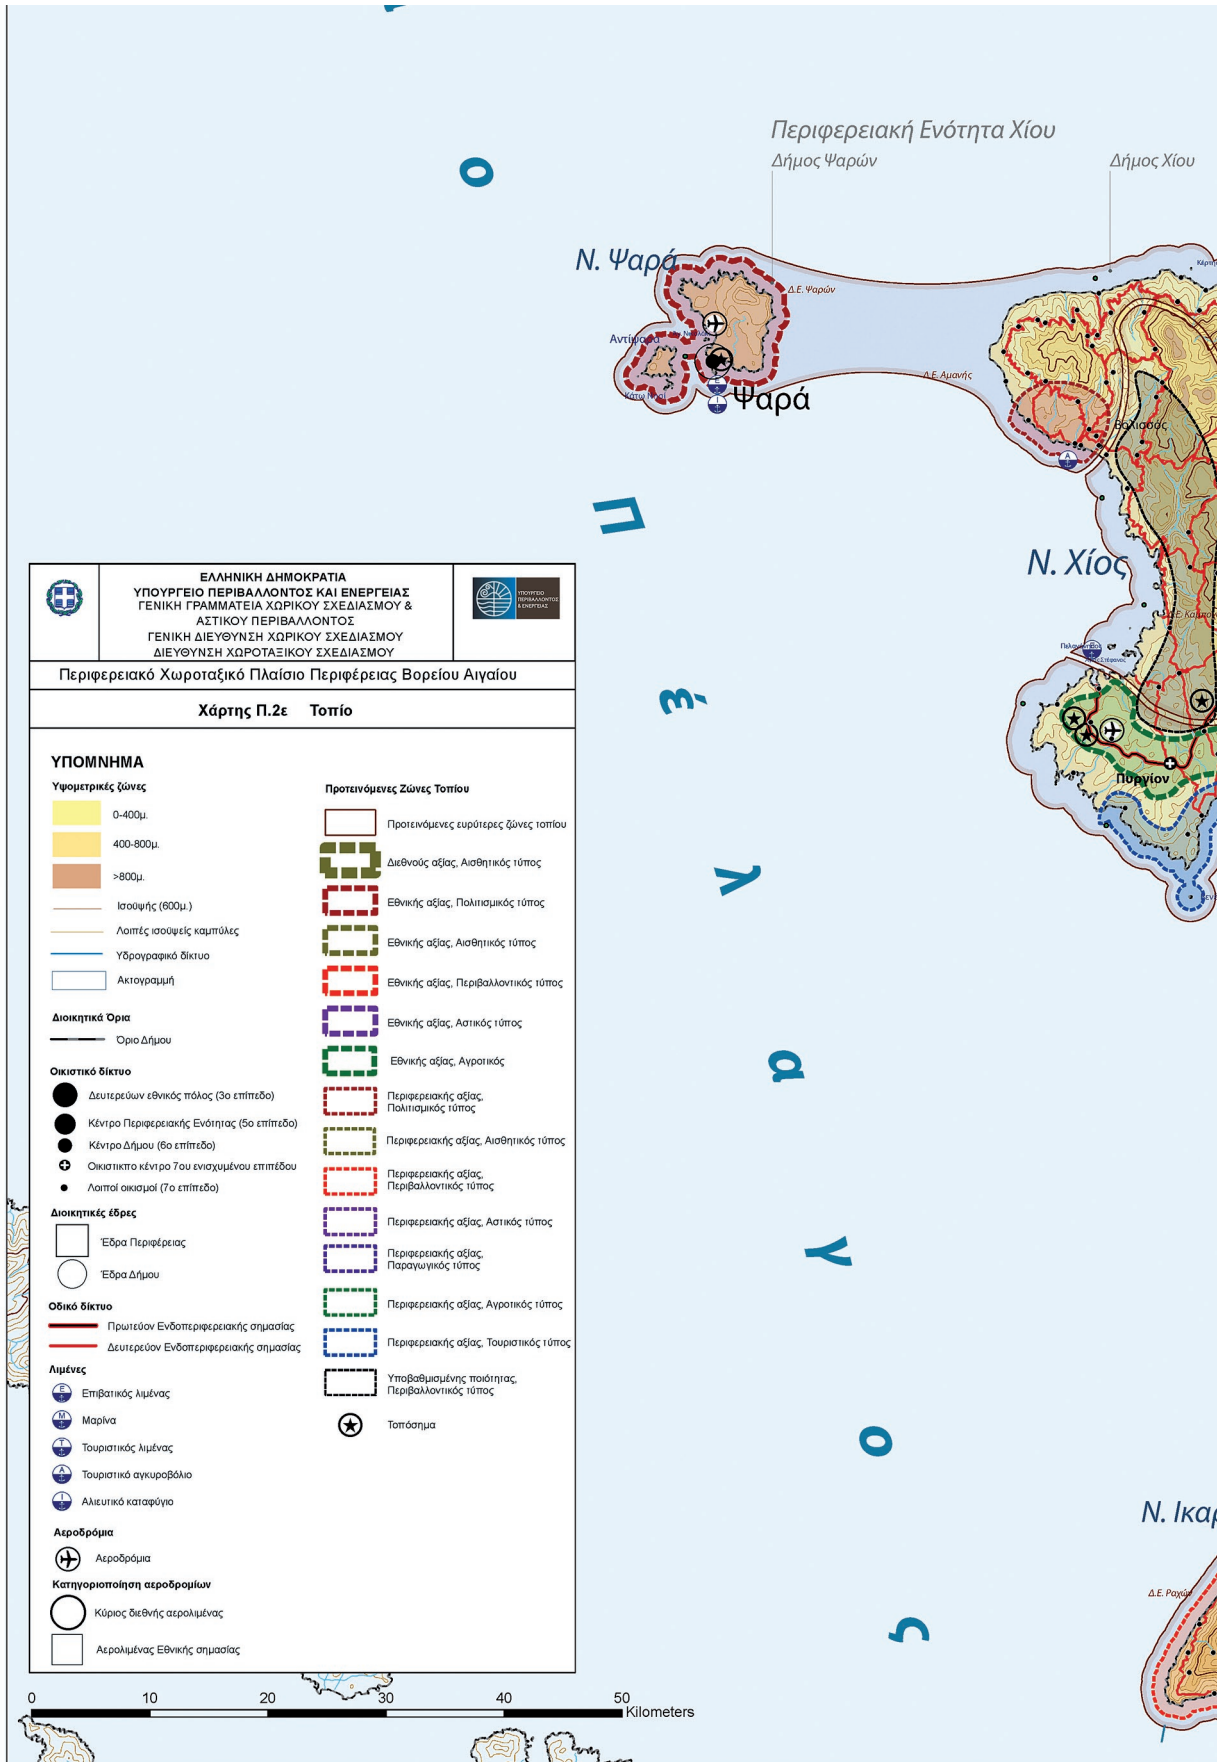 Περιφερειακή Ενότητα Χίου
Δήμος Ψαρών
Δήμος Χίου
Ν. Ψαρά
Δ.Ε. Ψαρών
Αντίψαρα
Ψαρά
Δ.Ε. Αμανής
Βολισσός
Ν. Χίος
Πυργίον
Ν. Ικαρ
Δ.Ε. Ραχών
ο
Π
έ
λ
α
γ
ο
ς
ΕΛΛΗΝΙΚΗ ΔΗΜΟΚΡΑΤΙΑ
ΥΠΟΥΡΓΕΙΟ ΠΕΡΙΒΑΛΛΟΝΤΟΣ ΚΑΙ ΕΝΕΡΓΕΙΑΣ
ΓΕΝΙΚΗ ΓΡΑΜΜΑΤΕΙΑ ΧΩΡΙΚΟΥ ΣΧΕΔΙΑΣΜΟΥ &
ΑΣΤΙΚΟΥ ΠΕΡΙΒΑΛΛΟΝΤΟΣ
ΓΕΝΙΚΗ ΔΙΕΥΘΥΝΣΗ ΧΩΡΙΚΟΥ ΣΧΕΔΙΑΣΜΟΥ
ΔΙΕΥΘΥΝΣΗ ΧΩΡΟΤΑΞΙΚΟΥ ΣΧΕΔΙΑΣΜΟΥ
ΥΠΟΥΡΓΕΙΟ
ΠΕΡΙΒΑΛΛΟΝΤΟΣ
& ΕΝΕΡΓΕΙΑΣ
Περιφερειακό Χωροταξικό Πλαίσιο Περιφέρειας Βορείου Αιγαίου
Χάρτης Π.2ε Τοπίο
ΥΠΟΜΝΗΜΑ
Υψομετρικές ζώνες
0-400μ.
400-800μ.
>800μ.
Ισοϋψής (600μ.)
Λοιπές ισοϋψείς καμπύλες
Υδρογραφικό δίκτυο
Ακτογραμμή
Διοικητικά Όρια
Όριο Δήμου
Οικιστικό δίκτυο
Δευτερεύων εθνικός πόλος (3ο επίπεδο)
Κέντρο Περιφερειακής Ενότητας (5ο επίπεδο)
Κέντρο Δήμου (6ο επίπεδο)
Οικιστικπο κέντρο 7ου ενισχυμένου επιπέδου
Λοιποί οικισμοί (7ο επίπεδο)
Διοικητικές έδρες
Έδρα Περιφέρειας
Έδρα Δήμου
Οδικό δίκτυο
Πρωτεύον Ενδοπεριφερειακής σημασίας
Δευτερεύον Ενδοπεριφερειακής σημασίας
Λιμένες
Επιβατικός λιμένας
Μαρίνα
Τουριστικός λιμένας
Τουριστικό αγκυροβόλιο
Αλιευτικό καταφύγιο
Αεροδρόμια
Αεροδρόμια
Κατηγοριοποίηση αεροδρομίων
Κύριος διεθνής αερολιμένας
Αερολιμένας Εθνικής σημασίας
Προτεινόμενες Ζώνες Τοπίου
Προτεινόμενες ευρύτερες ζώνες τοπίου
Διεθνούς αξίας, Αισθητικός τύπος
Εθνικής αξίας, Πολιτισμικός τύπος
Εθνικής αξίας, Αισθητικός τύπος
Εθνικής αξίας, Περιβαλλοντικός τύπος
Εθνικής αξίας, Αστικός τύπος
Εθνικής αξίας, Αγροτικός
Περιφερειακής αξίας,
Πολιτισμικός τύπος
Περιφερειακής αξίας, Αισθητικός τύπος
Περιφερειακής αξίας,
Περιβαλλοντικός τύπος
Περιφερειακής αξίας, Αστικός τύπος
Περιφερειακής αξίας,
Παραγωγικός τύπος
Περιφερειακής αξίας, Αγροτικός τύπος
Περιφερειακής αξίας, Τουριστικός τύπος
Υποβαθμισμένης ποιότητας,
Περιβαλλοντικός τύπος
Τοπόσημα
0 10 20 30 40 50
Kilometers